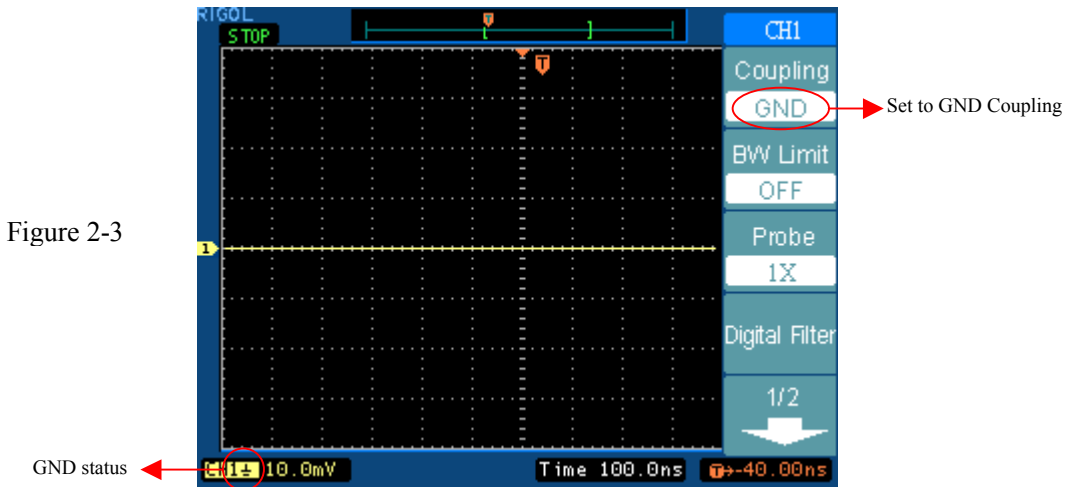 RIGOL
STOP
T
CH1
T
Coupling
GND
Set to GND Coupling
BW Limit
OFF
Figure 2-3
Probe
1
1X
Digital Filter
1/2
GND status
CH1 10.0mV Time 100.0ns T→-40.00ns